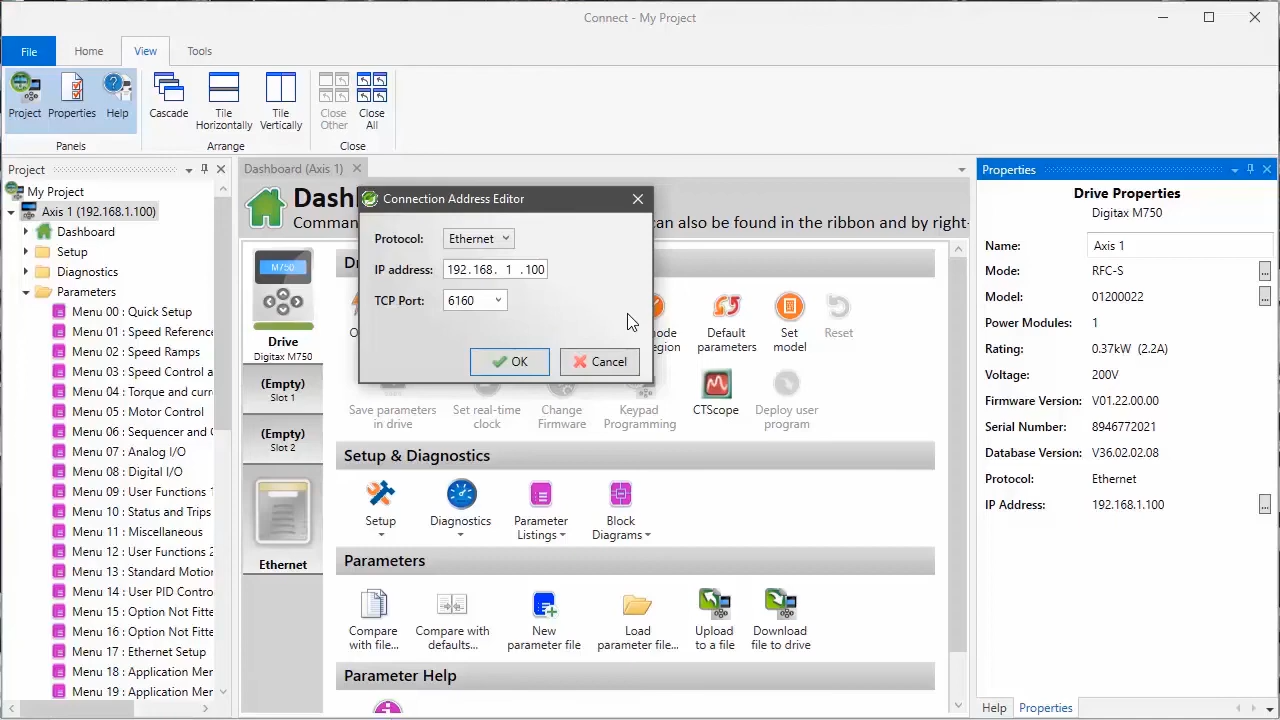 Connect - My Project
File
Home
View
Tools
Project
Properties
Help
Cascade
Tile
Horizontally
Tile
Vertically
Close
Other
Close
All
Panels
Arrange
Close
Project
My Project
Axis 1 (192.168.1.100)
Dashboard
Setup
Diagnostics
Parameters
Menu 00 : Quick Setup
Menu 01 : Speed Reference
Menu 02 : Speed Ramps
Menu 03 : Speed Control a
Menu 04 : Torque and curr
Menu 05 : Motor Control
Menu 06 : Sequencer and
Menu 07 : Analog I/O
Menu 08 : Digital I/O
Menu 09 : User Functions 1
Menu 10 : Status and Trips
Menu 11 : Miscellaneous
Menu 12 : User Functions 2
Menu 13 : Standard Motion
Menu 14 : User PID Contro
Menu 15 : Option Not Fitte
Menu 16 : Option Not Fitte
Menu 17 : Ethernet Setup
Menu 18 : Application Mer
Menu 19 : Application Mer
Dashboard (Axis 1)
Dash
Comman
can also be found in the ribbon and by right-
M750
Drive
Digitax M750
(Empty)
Slot 1
(Empty)
Slot 2
Ethernet
Connection Address Editor
Protocol:
Ethernet
IP address:
192.168. 1 .100
TCP Port:
6160
OK
Cancel
Dr
O
node
egion
Default
parameters
Set
model
Reset
Save parameters
in drive
Set real-time
clock
Change
Firmware
Keypad
Programming
CTScope
Deploy user
program
Setup & Diagnostics
Setup
Diagnostics
Parameter
Listings
Block
Diagrams
Parameters
Compare
with file...
Compare with
defaults...
New
parameter file
Load
parameter file...
Upload
to a file
Download
file to drive
Parameter Help
Properties
Drive Properties
Digitax M750
Name:
Axis 1
Mode:
RFC-S
...
Model:
01200022
...
Power Modules:
1
Rating:
0.37kW (2.2A)
Voltage:
200V
Firmware Version:
V01.22.00.00
Serial Number:
8946772021
Database Version:
V36.02.02.08
Protocol:
Ethernet
IP Address:
192.168.1.100
...
Help
Properties